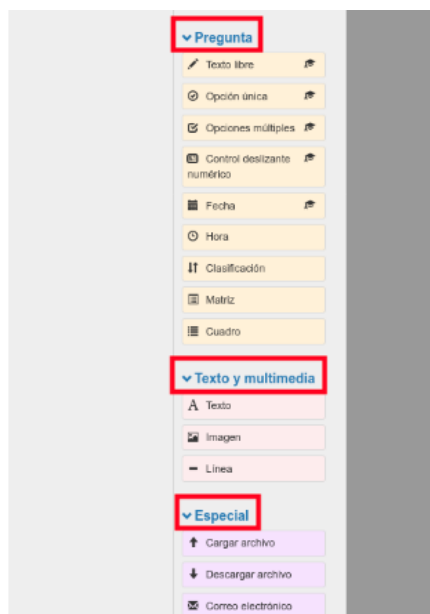 Pregunta
Texto libre
Opción única
Opciones múltiples
Control deslizante
numérico
Fecha
Hora
Clasificación
Matriz
Cuadro
Texto y multimedia
Texto
Imagen
Línea
Especial
Cargar archivo
Descargar archivo
Correo electrónico